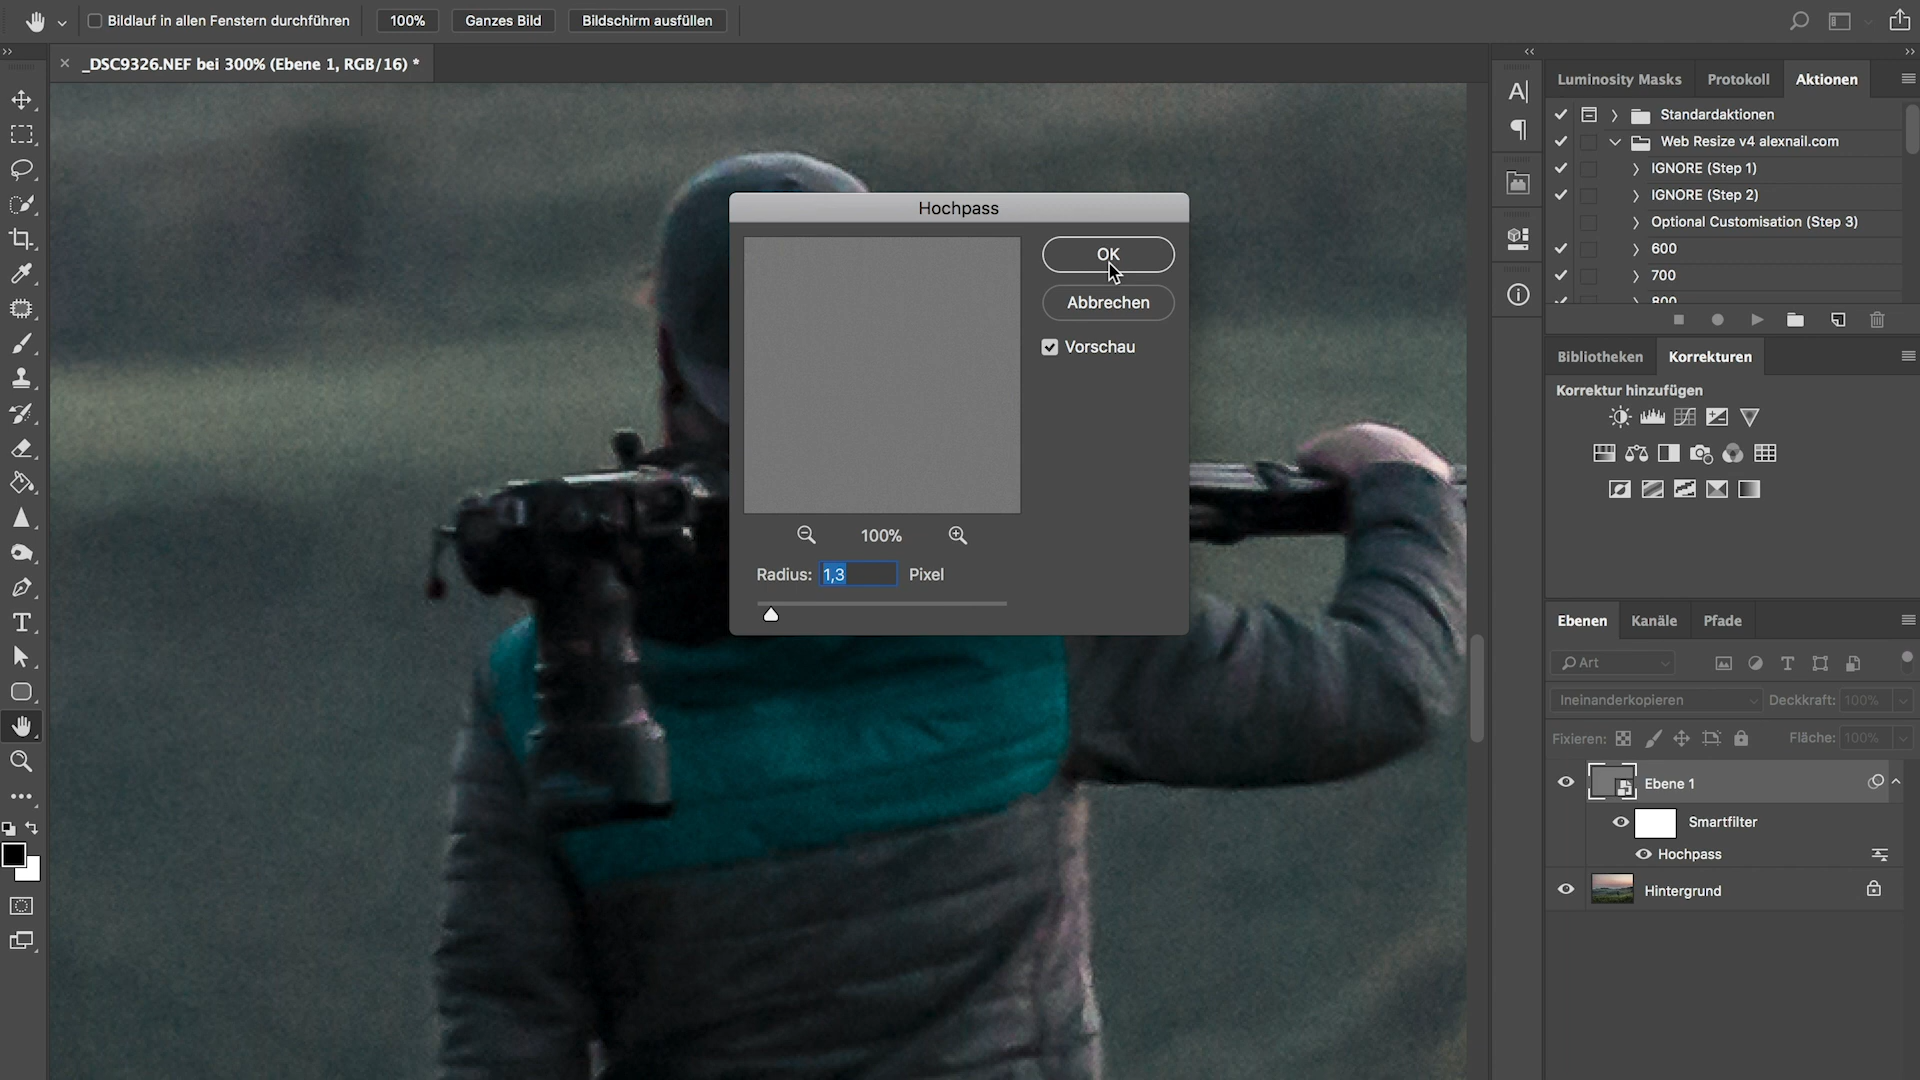 Bildlauf in allen Fenstern durchführen
100%
Ganzes Bild
Bildschirm ausfüllen
_DSC9326.NEF bei 300% (Ebene 1, RGB/16) *
Hochpass
OK
Abbrechen
Vorschau
100%
Radius: 1,3 Pixel
Luminosity Masks
Protokoll
Aktionen
Standardaktionen
Web Resize v4 alexnail.com
IGNORE (Step 1)
IGNORE (Step 2)
Optional Customisation (Step 3)
600
700
800
Bibliotheken
Korrekturen
Korrektur hinzufügen
Ebenen
Kanäle
Pfade
Art
Ineinanderkopieren
Deckkraft: 100%
Fixieren:
Fläche: 100%
Ebene 1
Smartfilter
Hochpass
Hintergrund